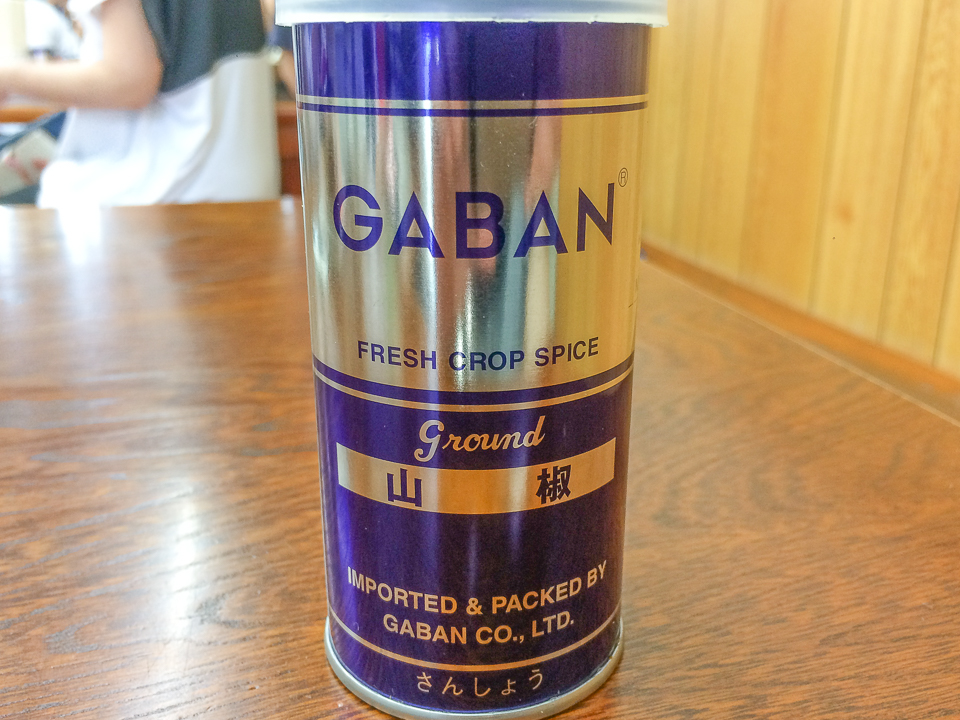 GABAN®
FRESH CROP SPICE
Ground
山椒
IMPORTED & PACKED BY
GABAN CO., LTD.
さんしょう